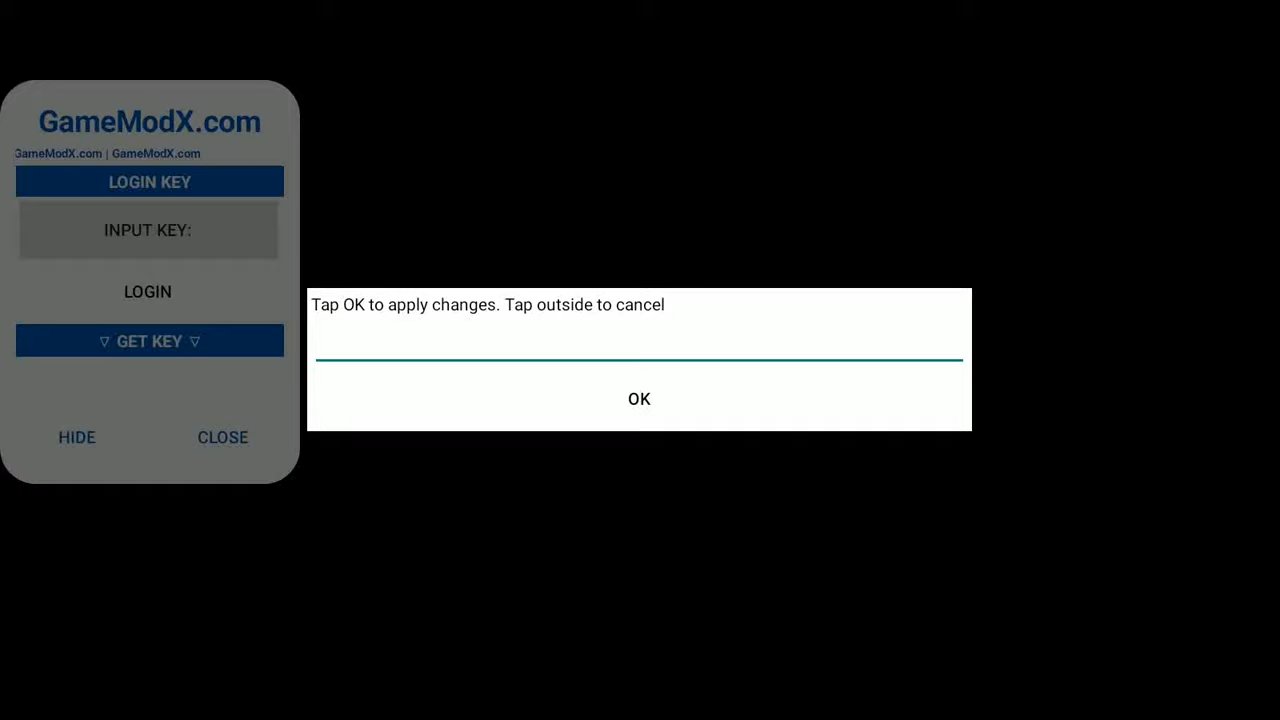 GameModX.com
GameModX.com | GameModX.com
LOGIN KEY
INPUT KEY:
LOGIN
▽ GET KEY ▽
HIDE CLOSE
Tap OK to apply changes. Tap outside to cancel
OK